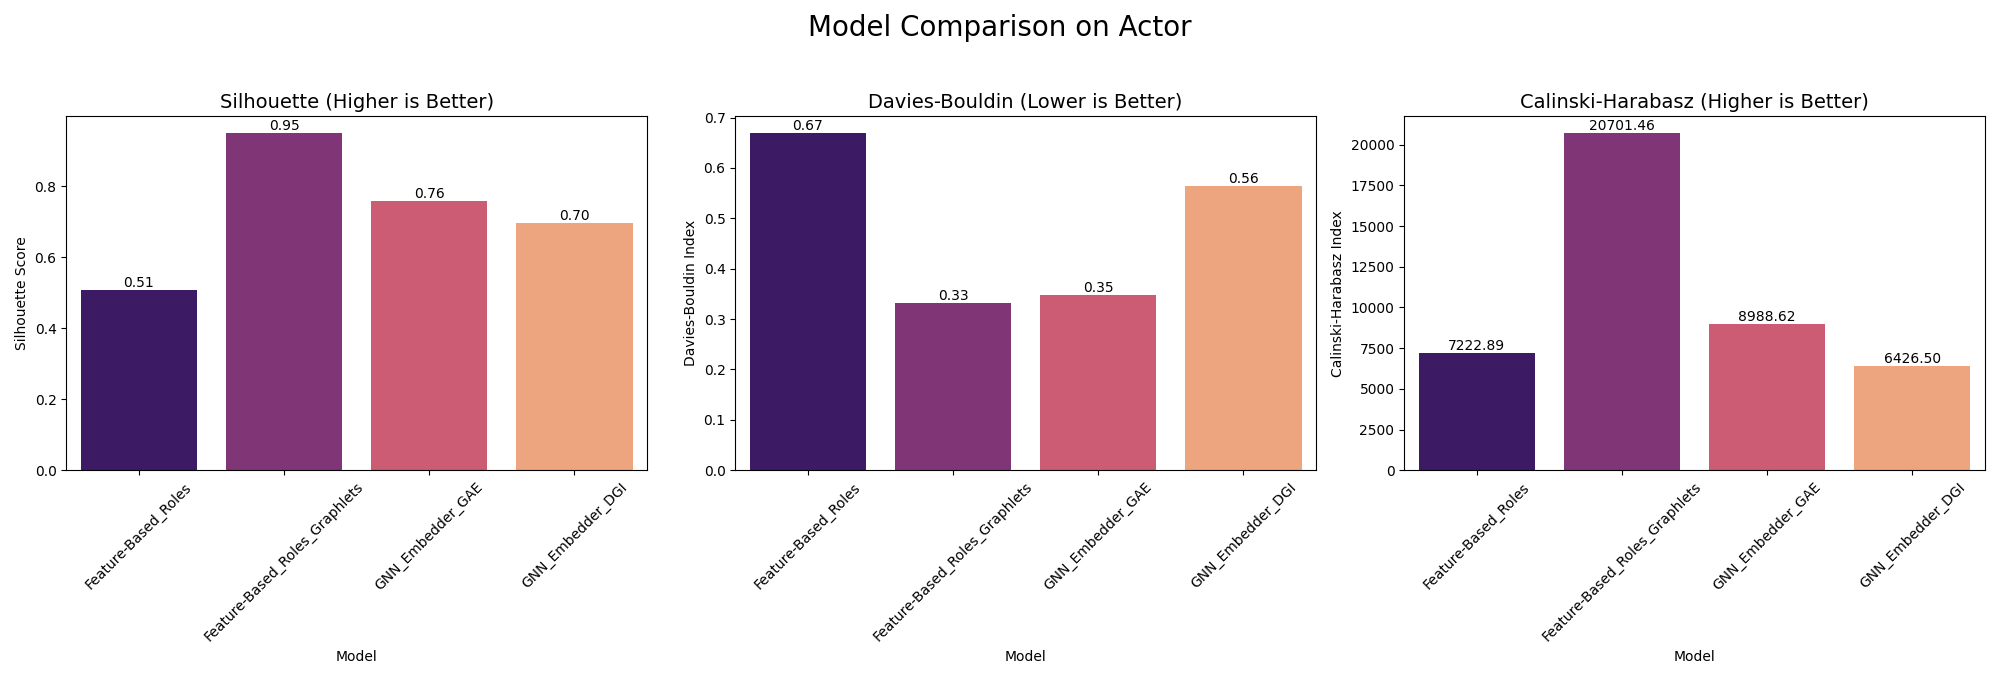 Model Comparison on Actor
Silhouette (Higher is Better)
Silhouette Score
0.8
0.6
0.4
0.2
0.0
0.51
0.95
0.76
0.70
Feature-Based_Roles
Feature-Based_Roles_Graphlets
GNN_Embedder_GAE
GNN_Embedder_DGI
Model
Davies-Bouldin (Lower is Better)
Davies-Bouldin Index
0.7
0.6
0.5
0.4
0.3
0.2
0.1
0.0
0.67
0.33
0.35
0.56
Feature-Based_Roles
Feature-Based_Roles_Graphlets
GNN_Embedder_GAE
GNN_Embedder_DGI
Model
Calinski-Harabasz (Higher is Better)
Calinski-Harabasz Index
20000
17500
15000
12500
10000
7500
5000
2500
0
7222.89
20701.46
8988.62
6426.50
Feature-Based_Roles
Feature-Based_Roles_Graphlets
GNN_Embedder_GAE
GNN_Embedder_DGI
Model